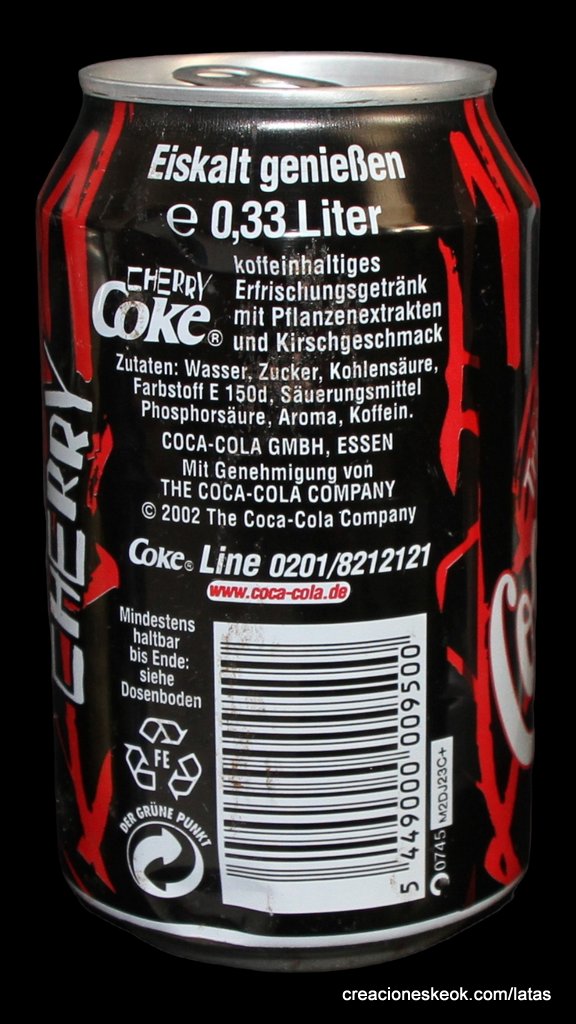 Eiskalt genießen
℮ 0,33 Liter
CHERRY
Coke®
koffeinhaltiges
Erfrischungsgetränk
mit Pflanzenextrakten
und Kirschgeschmack
Zutaten: Wasser, Zucker, Kohlensäure,
Farbstoff E 150d, Säuerungsmittel
Phosphorsäure, Aroma, Koffein.
COCA-COLA GMBH, ESSEN
Mit Genehmigung von
THE COCA-COLA COMPANY
© 2002 The Coca-Cola Company
Coke® Line 0201/8212121
www.coca-cola.de
CHERRY
Mindestens
haltbar
bis Ende:
siehe
Dosenboden
FE
DER GRÜNE PUNKT
5 449000 009500
0745 M2DJ23C+
creacioneskeok.com/latas